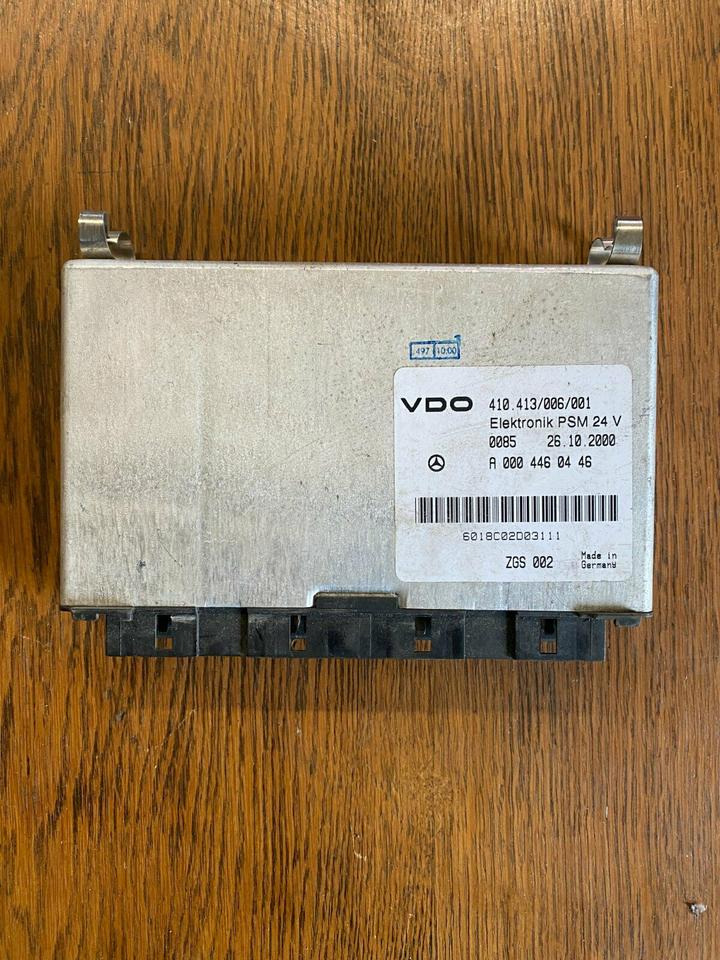 497 10:00
VDO 410.413/006/001
Elektronik PSM 24 V
0085 26.10.2000
A 000 446 04 46
6018C02D03111
ZGS 002 Made in
Germany